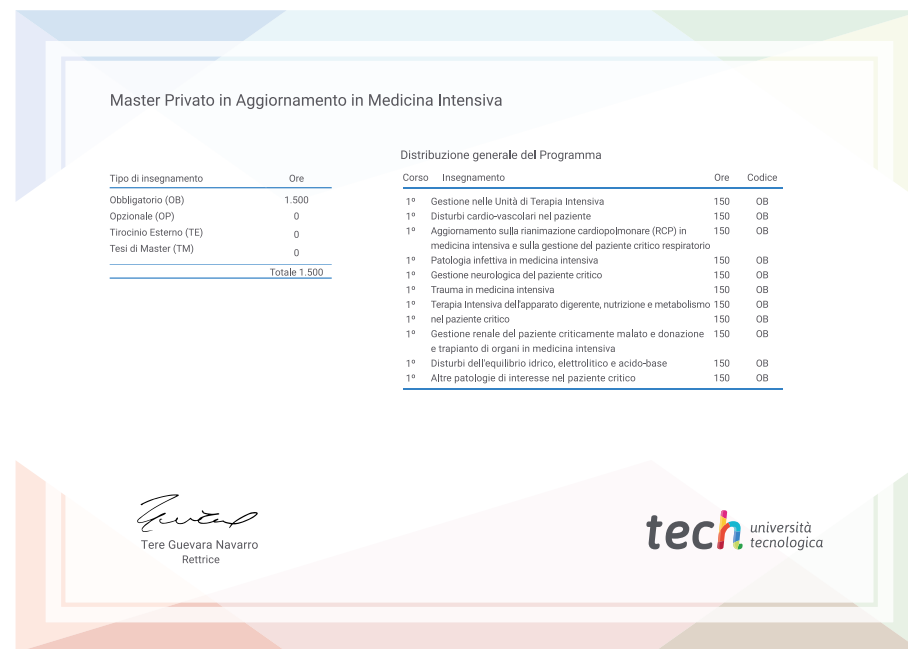 Master Privato in Aggiornamento in Medicina Intensiva
Tipo di insegnamento Ore
Obbligatorio (OB) 1.500
Opzionale (OP) 0
Tirocinio Esterno (TE) 0
Tesi di Master (TM) 0
Totale 1.500
Distribuzione generale del Programma
Corso Insegnamento Ore Codice
1º Gestione nelle Unità di Terapia Intensiva 150 OB
1º Disturbi cardio-vascolari nel paziente 150 OB
1º Aggiornamento sulla rianimazione cardiopolmonare (RCP) in 150 OB
medicina intensiva e sulla gestione del paziente critico respiratorio
1º Patologia infettiva in medicina intensiva 150 OB
1º Gestione neurologica del paziente critico 150 OB
1º Trauma in medicina intensiva 150 OB
1º Terapia Intensiva dell'apparato digerente, nutrizione e metabolismo 150 OB
1º nel paziente critico 150 OB
1º Gestione renale del paziente criticamente malato e donazione 150 OB
e trapianto di organi in medicina intensiva
1º Disturbi dell'equilibrio idrico, elettrolitico e acido-base 150 OB
1º Altre patologie di interesse nel paziente critico 150 OB
Tere Guevara Navarro
Rettrice
tech università
tecnologica